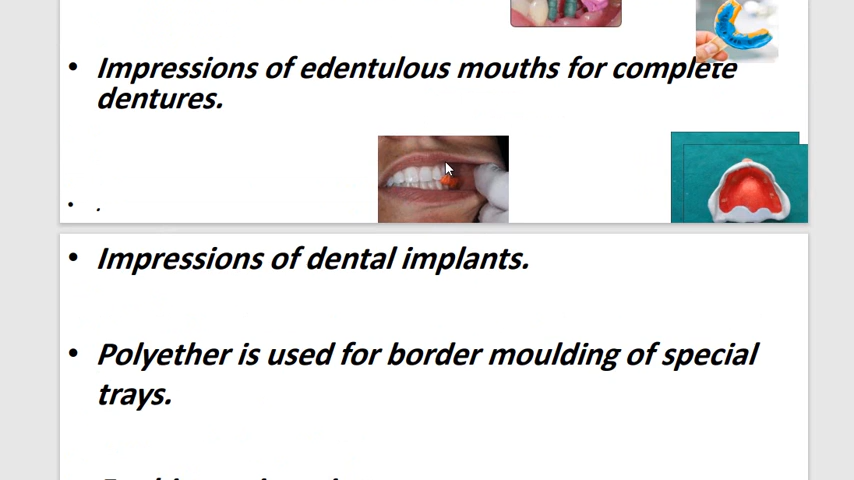 • Impressions of edentulous mouths for complete
dentures.
• .
• Impressions of dental implants.
• Polyether is used for border moulding of special
trays.